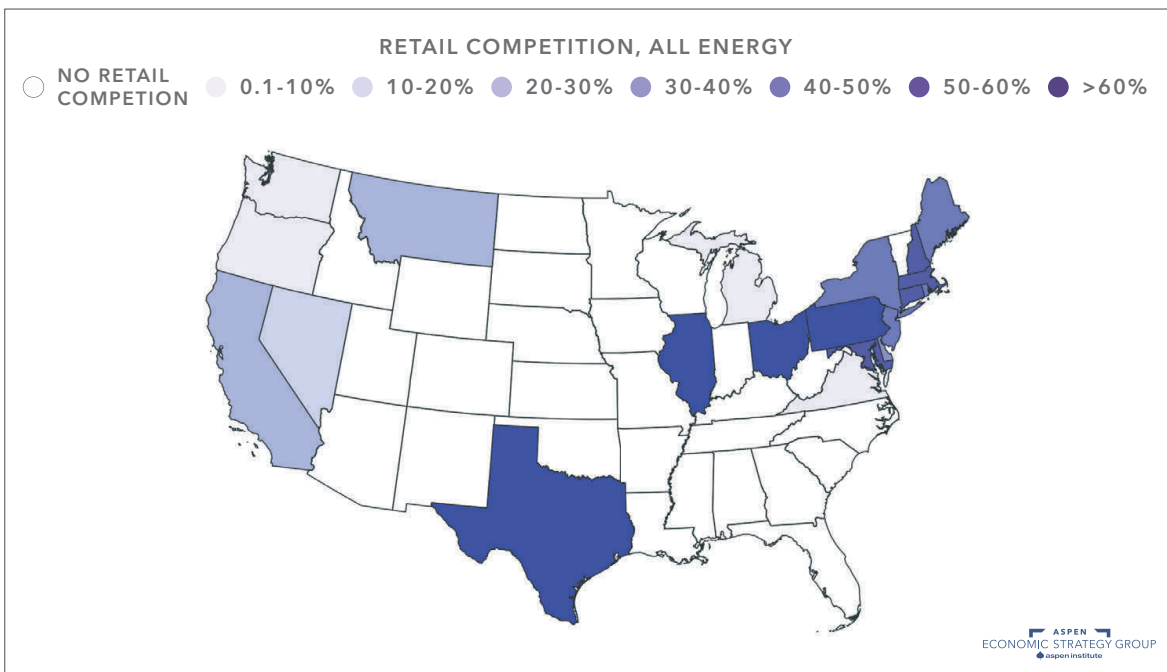 RETAIL COMPETITION, ALL ENERGY
NO RETAIL
COMPETION
0.1-10%
10-20%
20-30%
30-40%
40-50%
50-60%
>60%
ASPEN
ECONOMIC STRATEGY GROUP
aspen institute